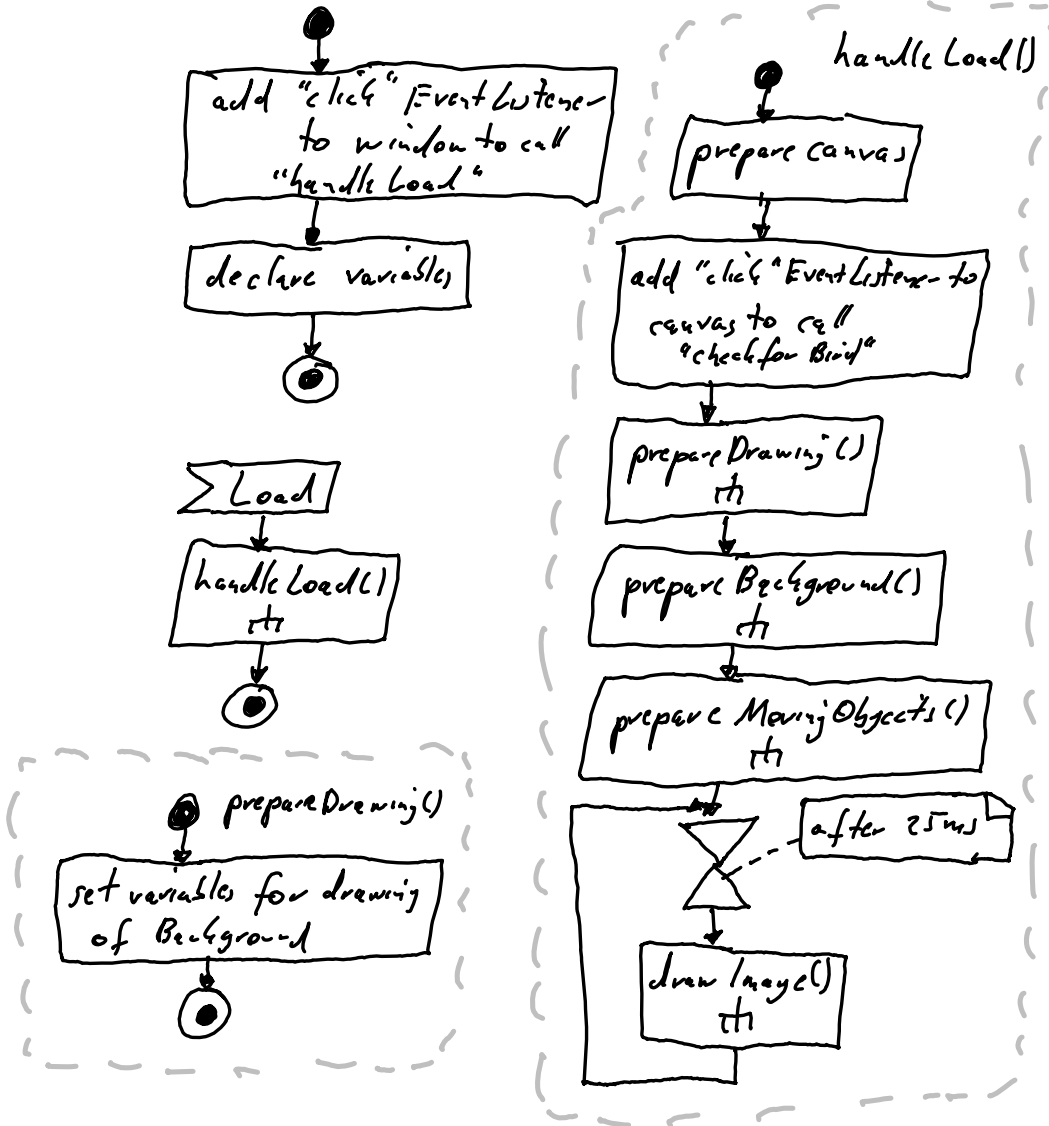 add "click" EventListener
to window to call
"handleLoad"
declare variables
Load
handleLoad()
prepareDrawing()
set variables for drawing
of Background
handleLoad()
prepare canvas
add "click" EventListener to
canvas to call
"checkforBird"
prepareDrawing()
prepareBackground()
prepareMovingObjects()
after 25ms
drawImage()